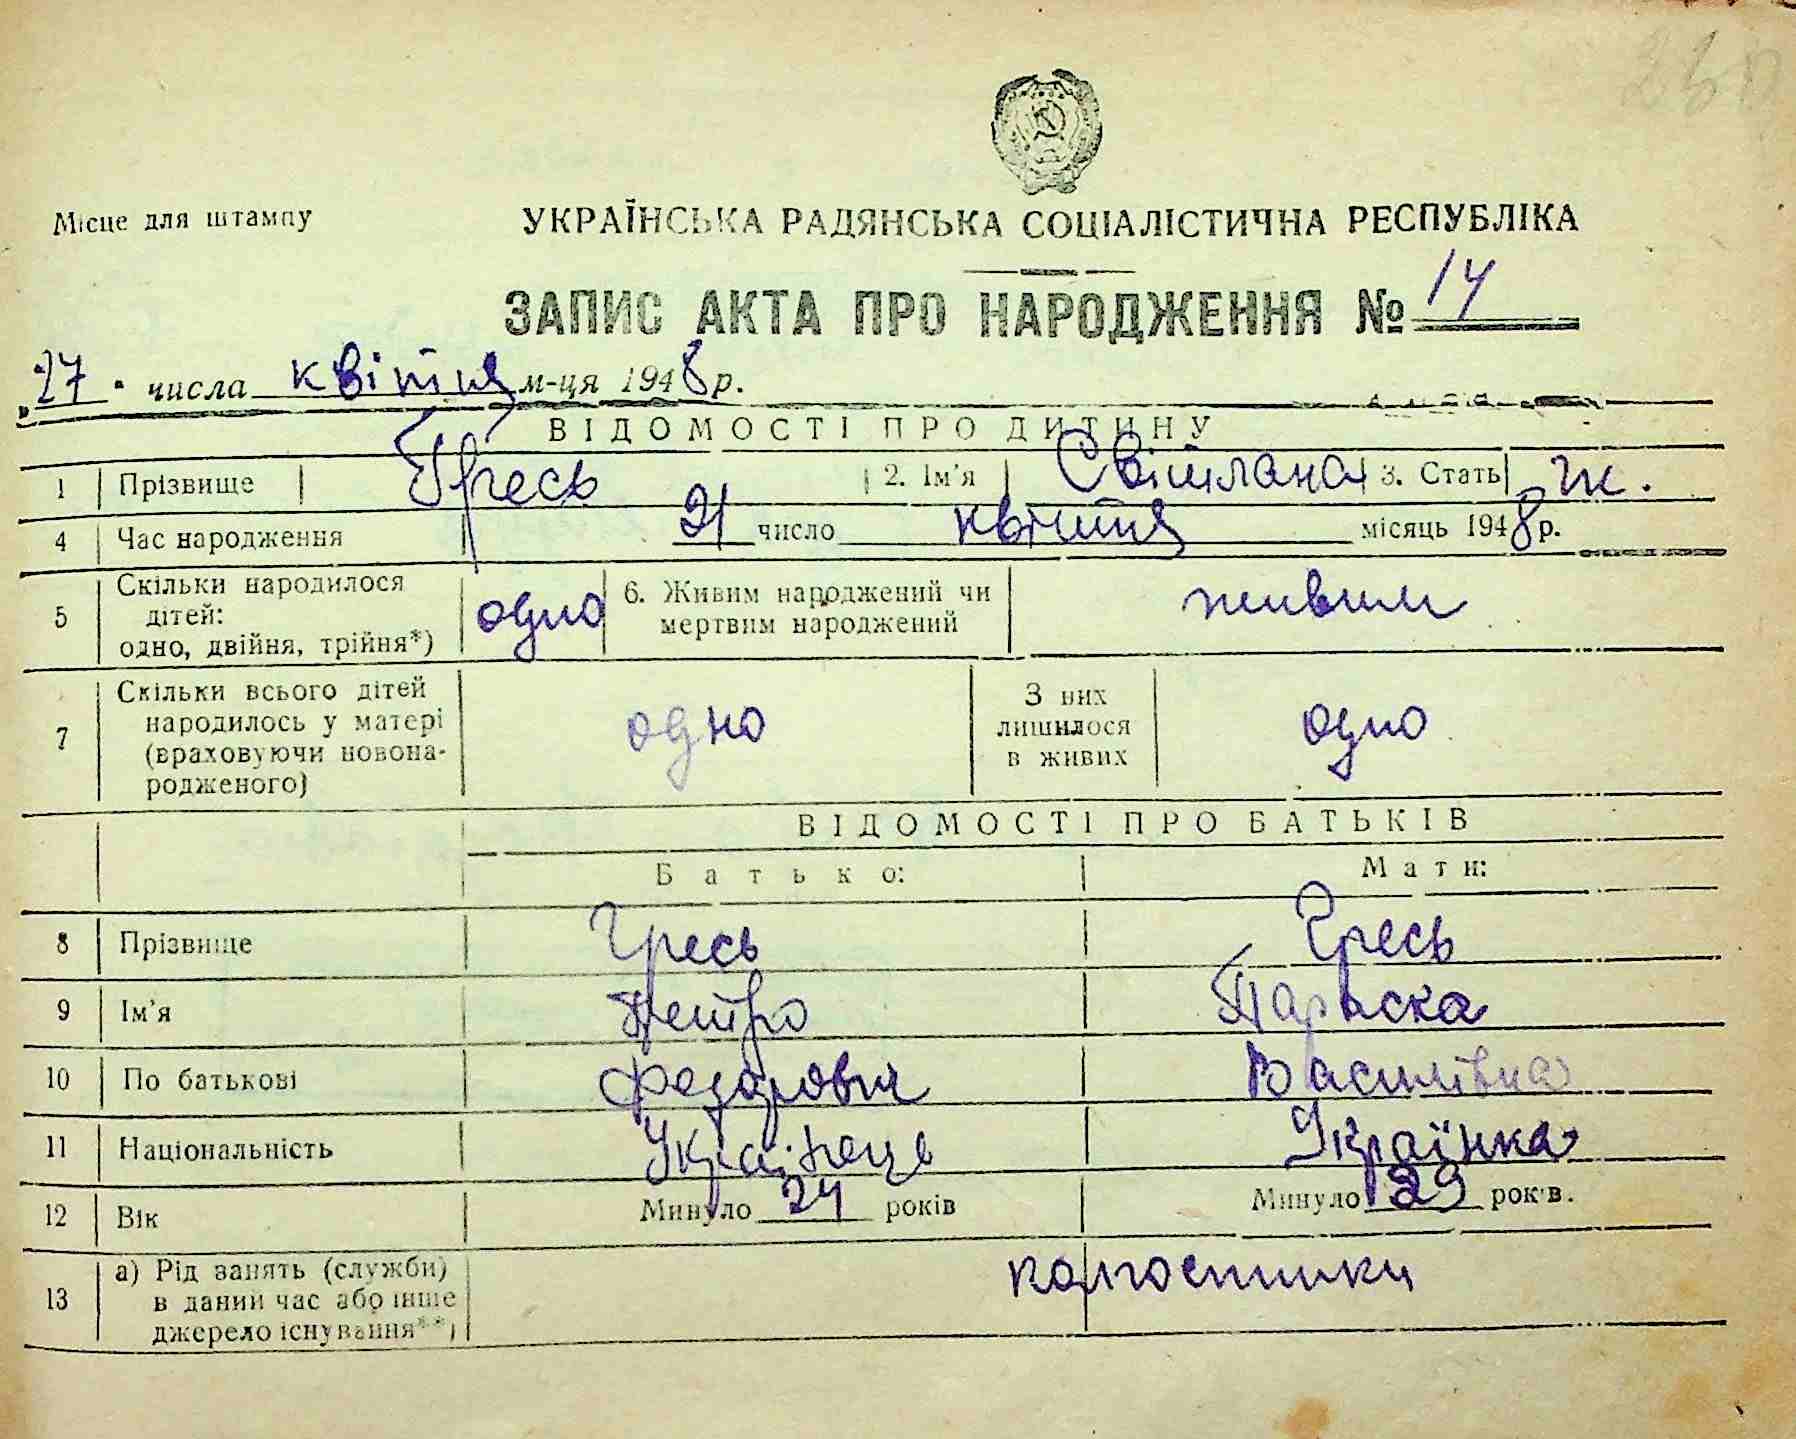 Місце для штампу
УКРАЇНСЬКА РАДЯНСЬКА СОЦІАЛІСТИЧНА РЕСПУБЛІКА
ЗАПИС АКТА ПРО НАРОДЖЕННЯ № 14
"27" числа квітня м-ця 1948 р.
ВІДОМОСТІ ПРО ДИТИНУ
1 Прізвище Гресь 2. Ім'я Світлана 3. Стать ж.
4 Час народження 21 число квітня місяць 1948 р.
5 Скільки народилося дітей: одно, двійня, трійня*) одно 6. Живим народжений чи мертвим народжений живим
7 Скільки всього дітей народилось у матері (враховуючи новона-родженого) одно З них лишилося в живих одно
ВІДОМОСТІ ПРО БАТЬКІВ
Батько: Мати:
8 Прізвище Гресь Гресь
9 Ім'я Петро Параска
10 По батькові Федорович Василівна
11 Національність Українець Українка
12 Вік Минуло 24 років Минуло 29 років.
13 а) Рід занять (служби) в даний час або інше джерело існування**) колгоспники